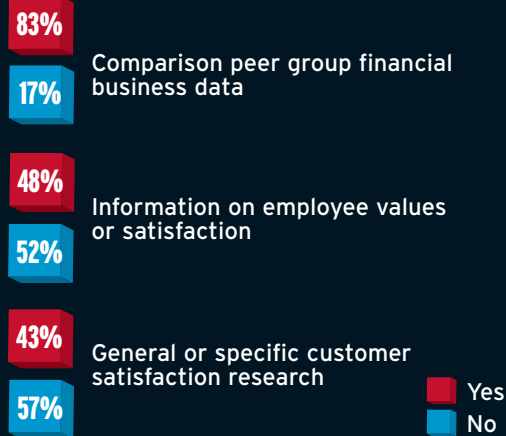 83%
17%
Comparison peer group financial
business data
48%
52%
Information on employee values
or satisfaction
43%
57%
General or specific customer
satisfaction research
Yes
No